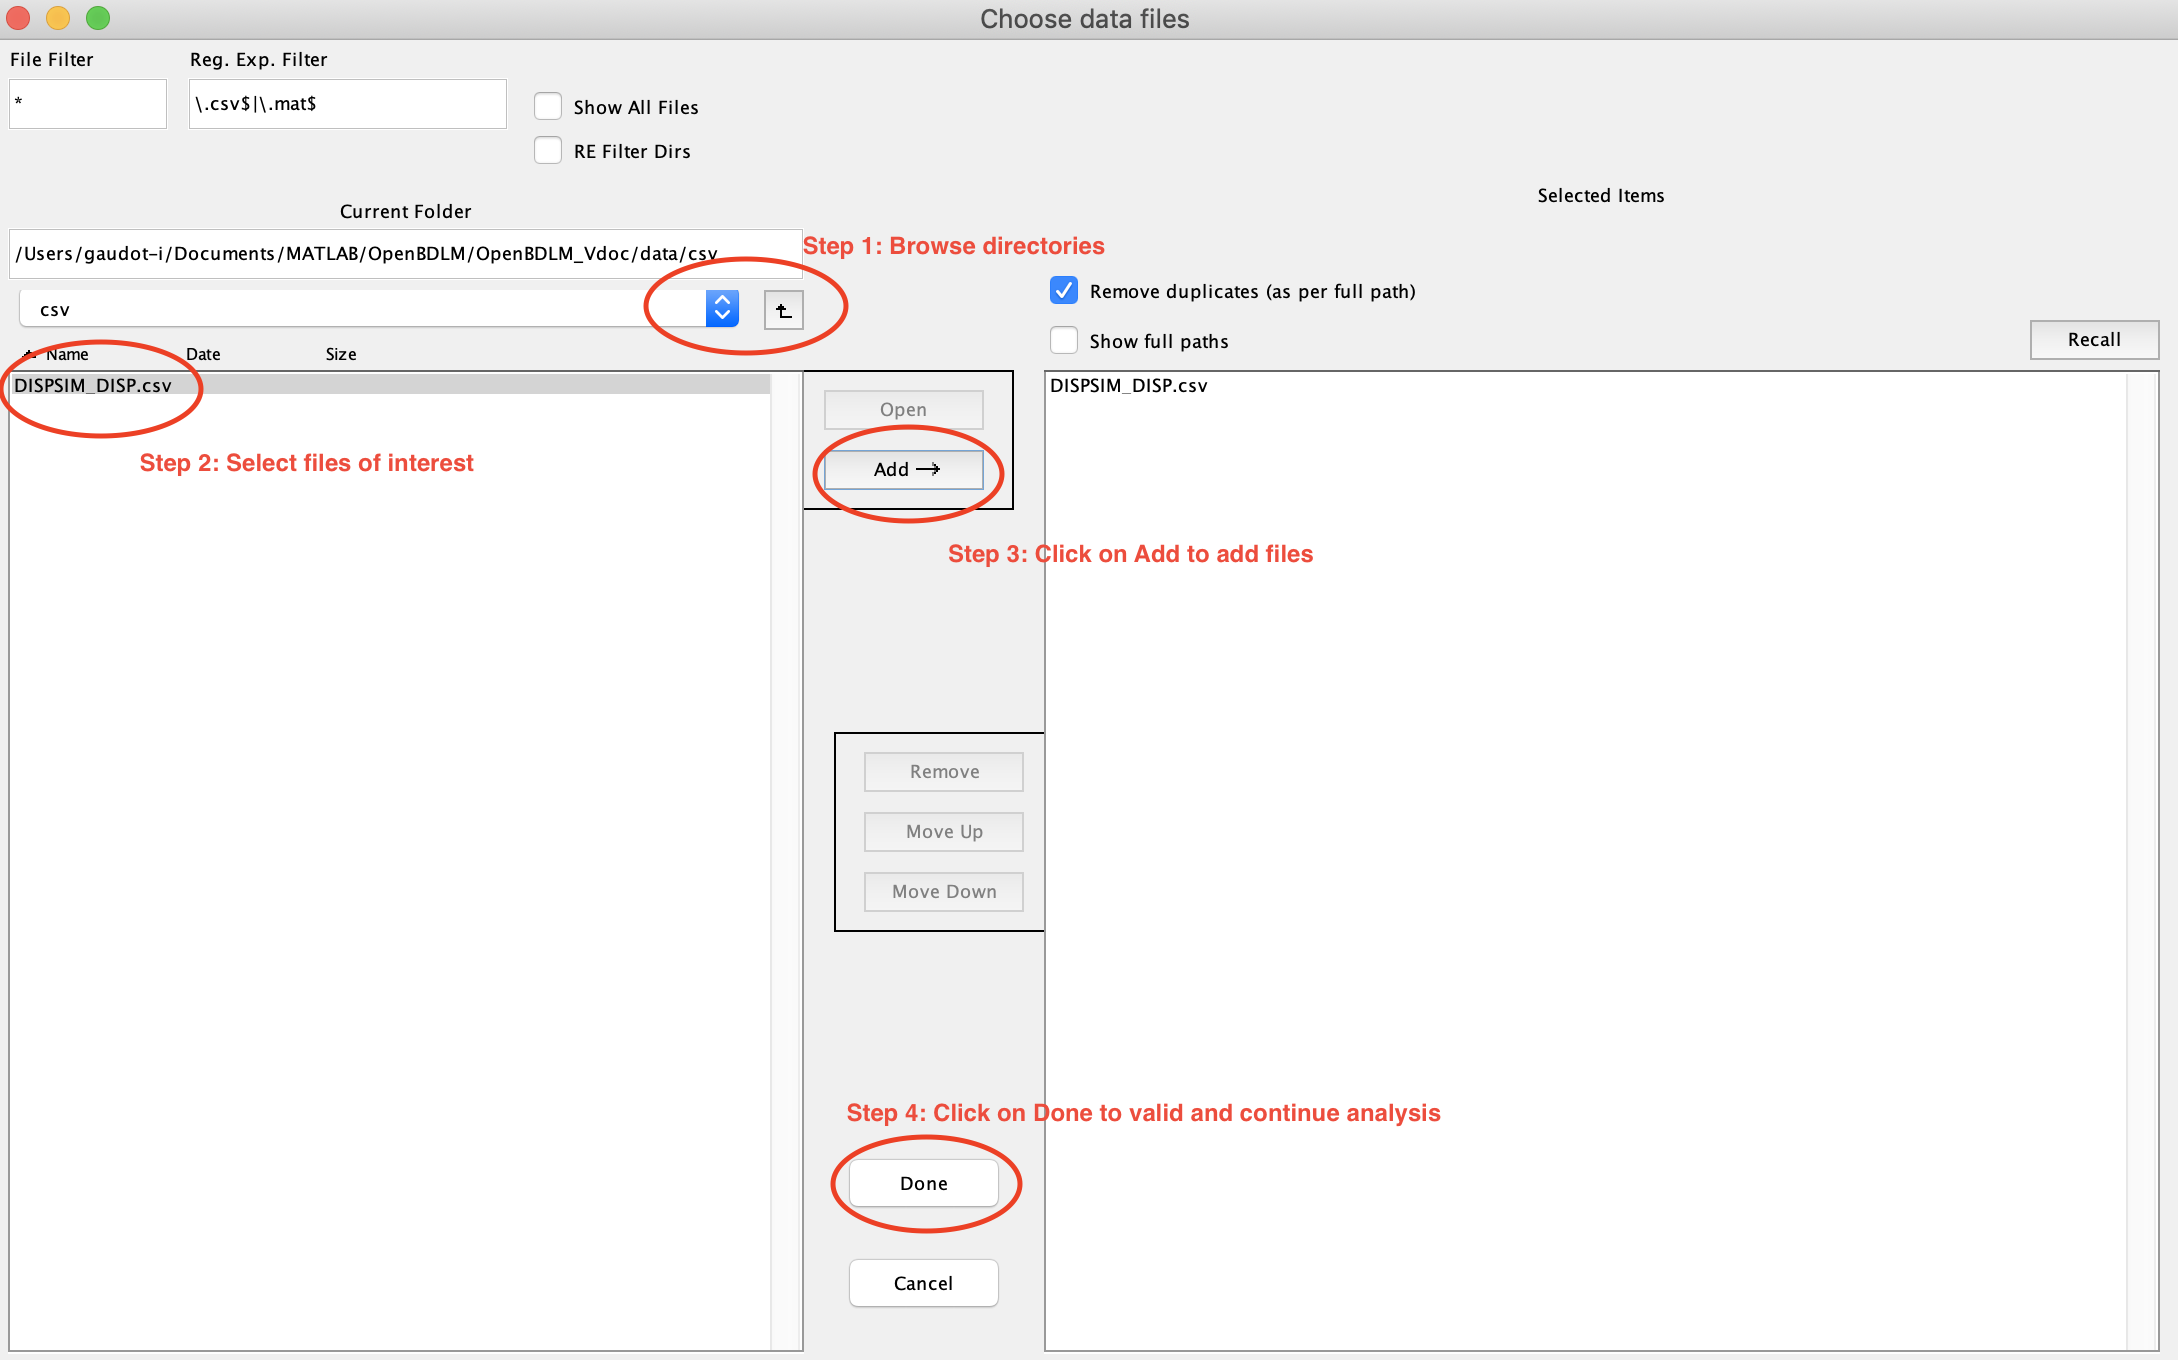 Choose data files
File Filter
Reg. Exp. Filter
*
\.csv$|\.mat$
Show All Files
RE Filter Dirs
Selected Items
Current Folder
/Users/gaudot-i/Documents/MATLAB/OpenBDLM/OpenBDLM_Vdoc/data/csv
Step 1: Browse directories
csv
Remove duplicates (as per full path)
Show full paths
Recall
Name Date Size
DISPSIM_DISP.csv
DISPSIM_DISP.csv
Open
Step 2: Select files of interest
Add
Step 3: Click on Add to add files
Remove
Move Up
Move Down
Step 4: Click on Done to valid and continue analysis
Done
Cancel